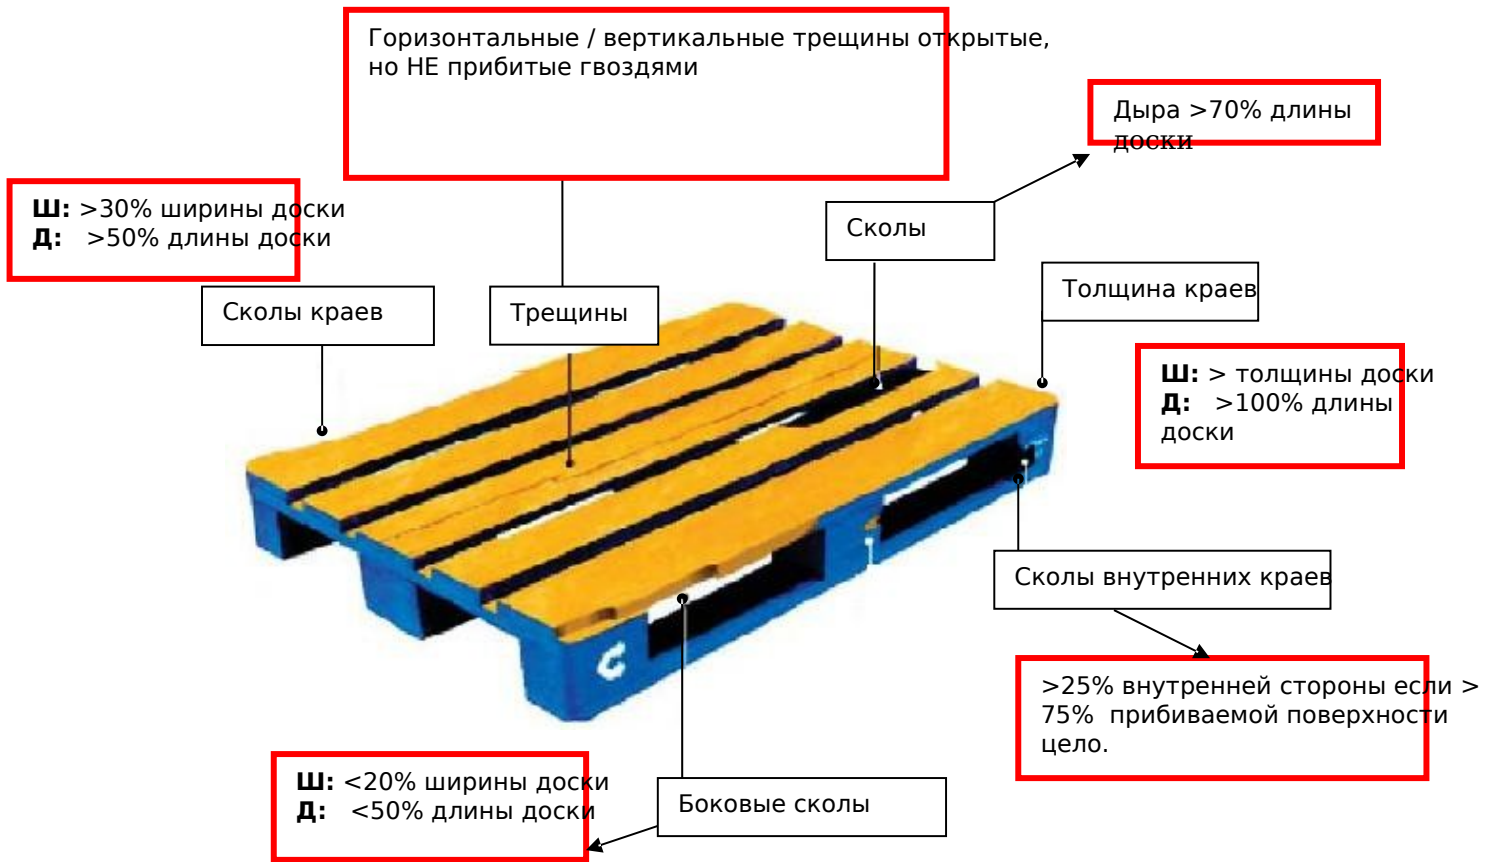 Горизонтальные / вертикальные трещины открытые,
но НЕ прибитые гвоздями
Дыра >70% длины
доски
Ш: >30% ширины доски
Д: >50% длины доски
Сколы
Сколы краев
Трещины
Толщина краев
Ш: > толщины доски
Д: >100% длины
доски
Сколы внутренних краев
>25% внутренней стороны если >
75% прибиваемой поверхности
цело.
Ш: <20% ширины доски
Д: <50% длины доски
Боковые сколы